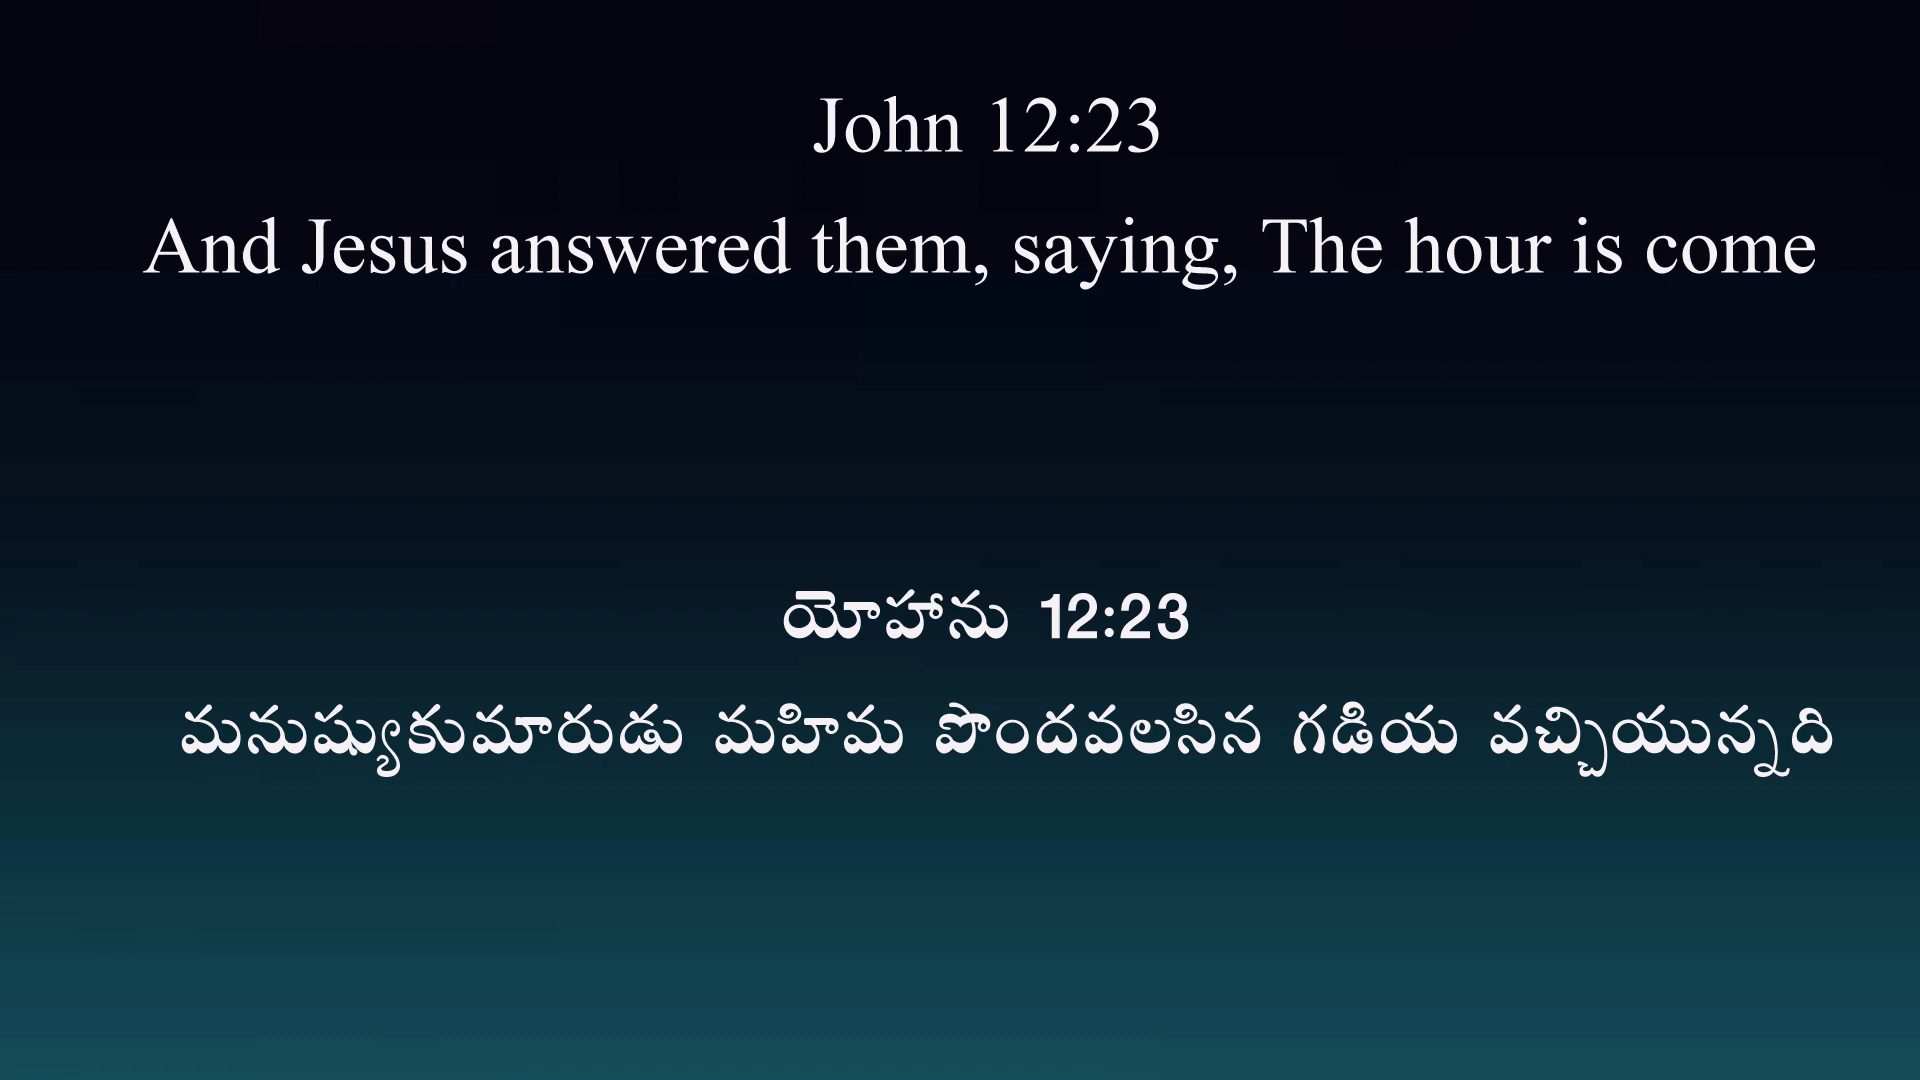 John 12:23
And Jesus answered them, saying, The hour is come
యోహాను 12:23
మనుష్యుకుమారుడు మహిమ పొందవలసిన గడియ వచ్చియున్నది